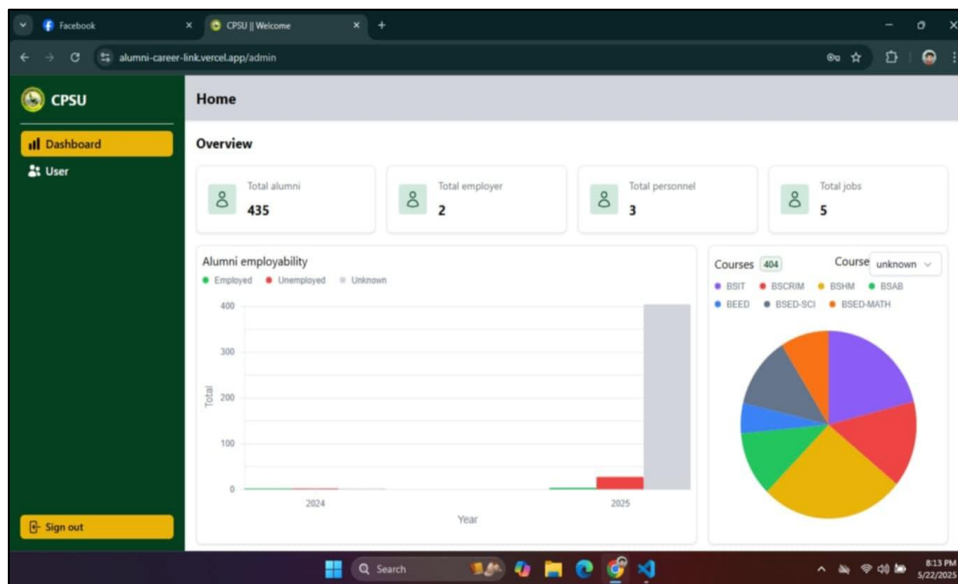 Facebook
CPSU || Welcome
alumni-career-link.vercel.app/admin
CPSU
Home
Dashboard
User
Sign out
Overview
Total alumni
435
Total employer
2
Total personnel
3
Total jobs
5
Alumni employability
Employed Unemployed Unknown
400
300
200
100
0
Total
2024 2025
Year
Courses 404 Course unknown
BSIT BSCRIM BSHM BSAB
BEED BSED-SCI BSED-MATH
Search
8:13 PM
5/22/2025